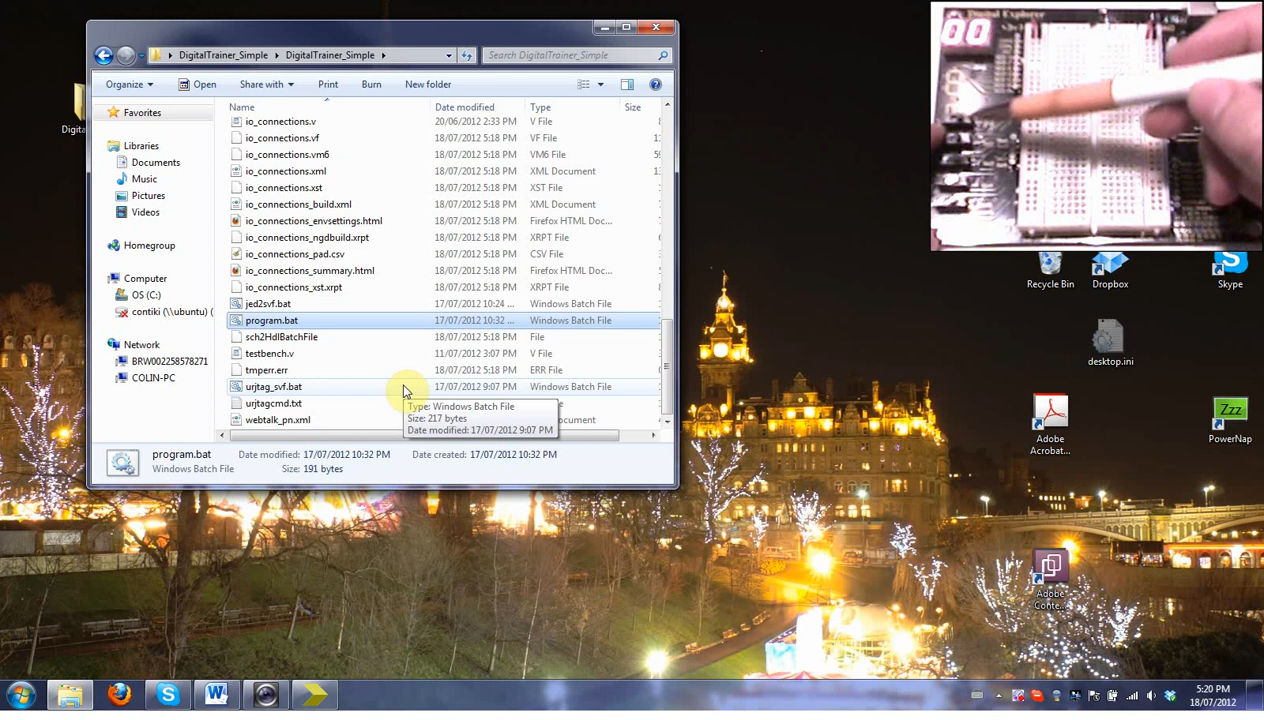 DigitalTrainer_Simple DigitalTrainer_Simple Search DigitalTrainer_Simple
Organize Open Share with Print Burn New folder
Name Date modified Type Size
Favorites
Libraries
Documents
Music
Pictures
Videos
Homegroup
Computer
OS (C:)
contiki (\\ubuntu) (
Network
BRW002258578271
COLIN-PC
io_connections.v 20/06/2012 2:33 PM V File
io_connections.vf 18/07/2012 5:18 PM VF File 11
io_connections.vm6 18/07/2012 5:18 PM VM6 File 58
io_connections.xml 18/07/2012 5:18 PM XML Document 13
io_connections.xst 18/07/2012 5:18 PM XST File
io_connections_build.xml 18/07/2012 5:18 PM XML Document
io_connections_envsettings.html 18/07/2012 5:18 PM Firefox HTML Doc...
io_connections_ngdbuild.xrpt 18/07/2012 5:18 PM XRPT File
io_connections_pad.csv 18/07/2012 5:18 PM CSV File
io_connections_summary.html 18/07/2012 5:18 PM Firefox HTML Doc...
io_connections_xst.xrpt 18/07/2012 5:18 PM XRPT File
jed2svf.bat 17/07/2012 10:24 ... Windows Batch File
program.bat 17/07/2012 10:32 ... Windows Batch File
sch2HdlBatchFile 18/07/2012 5:18 PM File
testbench.v 11/07/2012 3:07 PM V File
tmperr.err 18/07/2012 5:18 PM ERR File
urjtag_svf.bat 17/07/2012 9:07 PM Windows Batch File
urjtagcmd.txt
webtalk_pn.xml
Type: Windows Batch File
Size: 217 bytes
Date modified: 17/07/2012 9:07 PM
program.bat Date modified: 17/07/2012 10:32 PM Date created: 17/07/2012 10:32 PM
Windows Batch File Size: 191 bytes
Digita
Digital Explorer
00
Recycle Bin
Dropbox
Skype
desktop.ini
Adobe
Acrobat...
Zzz
PowerNap
Adobe
Conte...
5:20 PM
18/07/2012